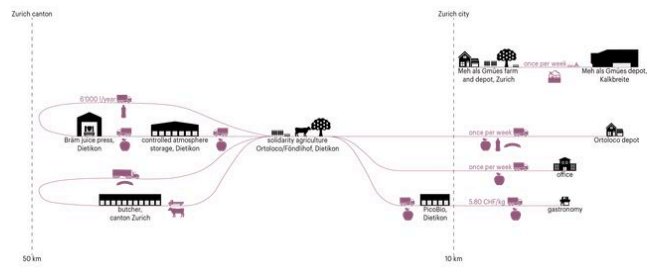 Zurich canton
Zurich city
once per week
Meh als Gmües farm
and depot, Zurich
Meh als Gmües depot,
Kalkbreite
6'000 l/year
Bräm juice press,
Dietikon
controlled atmosphere
storage, Dietikon
solidarity agriculture
Ortoloco/Fondlihof, Dietikon
once per week
Ortoloco depot
once per week
office
butcher,
canton Zurich
PicoBio,
Dietikon
5.80 CHF/kg
gastronomy
50 km
10 km